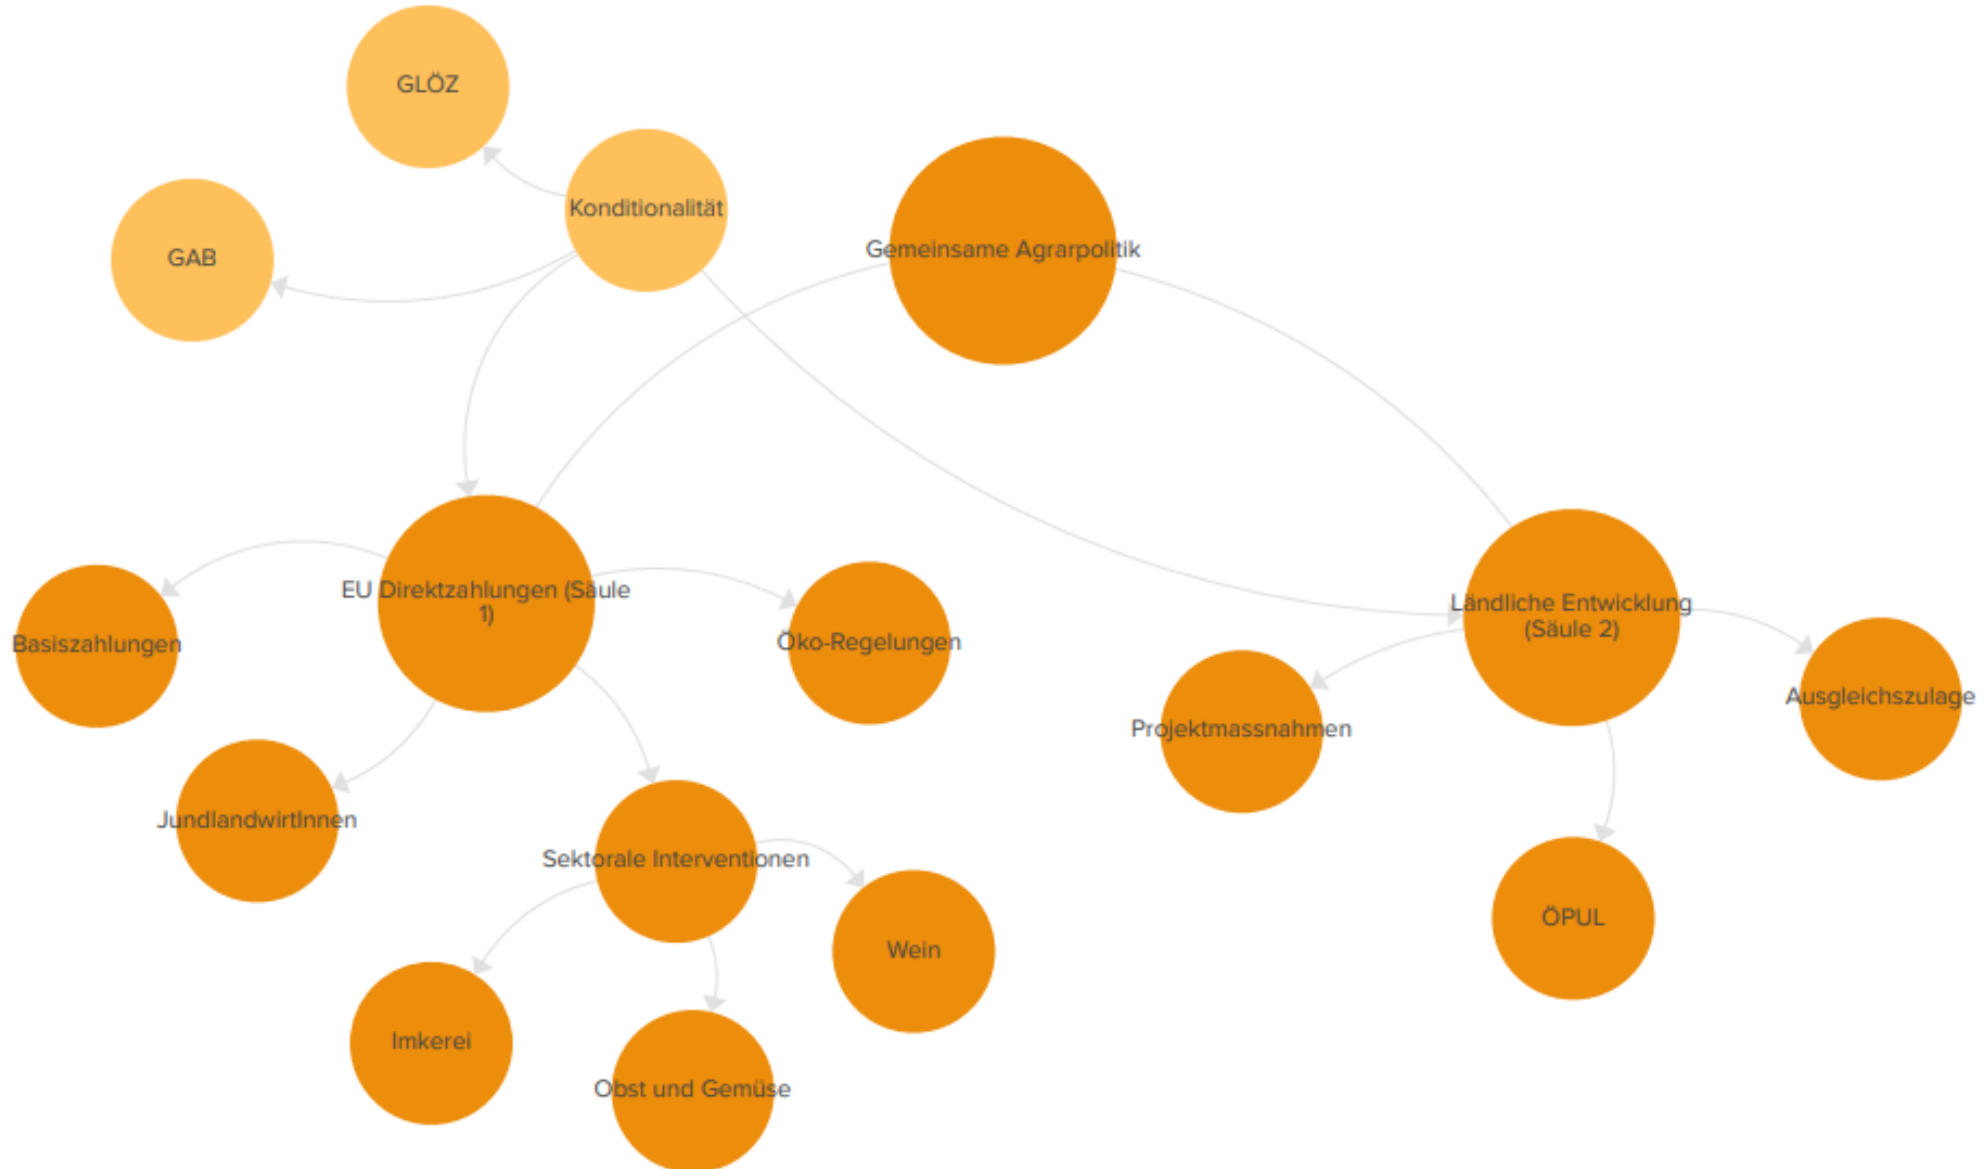 GLÖZ
Konditionalität
Gemeinsame Agrarpolitik
GAB
EU Direktzahlungen (Säule
1)
Ländliche Entwicklung
(Säule 2)
Basiszahlungen
Öko-Regelungen
Ausgleichszulage
Projektmassnahmen
JundlandwirtInnen
Sektorale Interventionen
ÖPUL
Wein
Imkerei
Obst und Gemüse